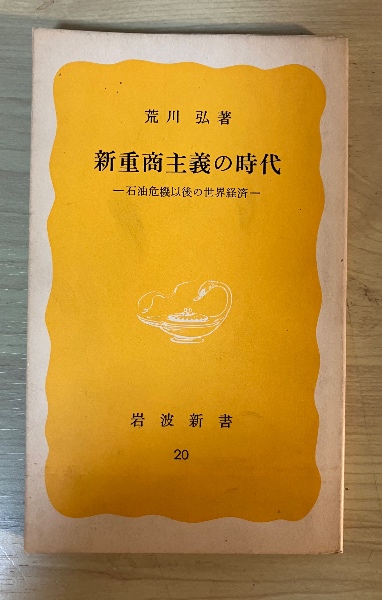 荒川弘著
新重商主義の時代
―石油危機以後の世界経済―
岩波新書
20